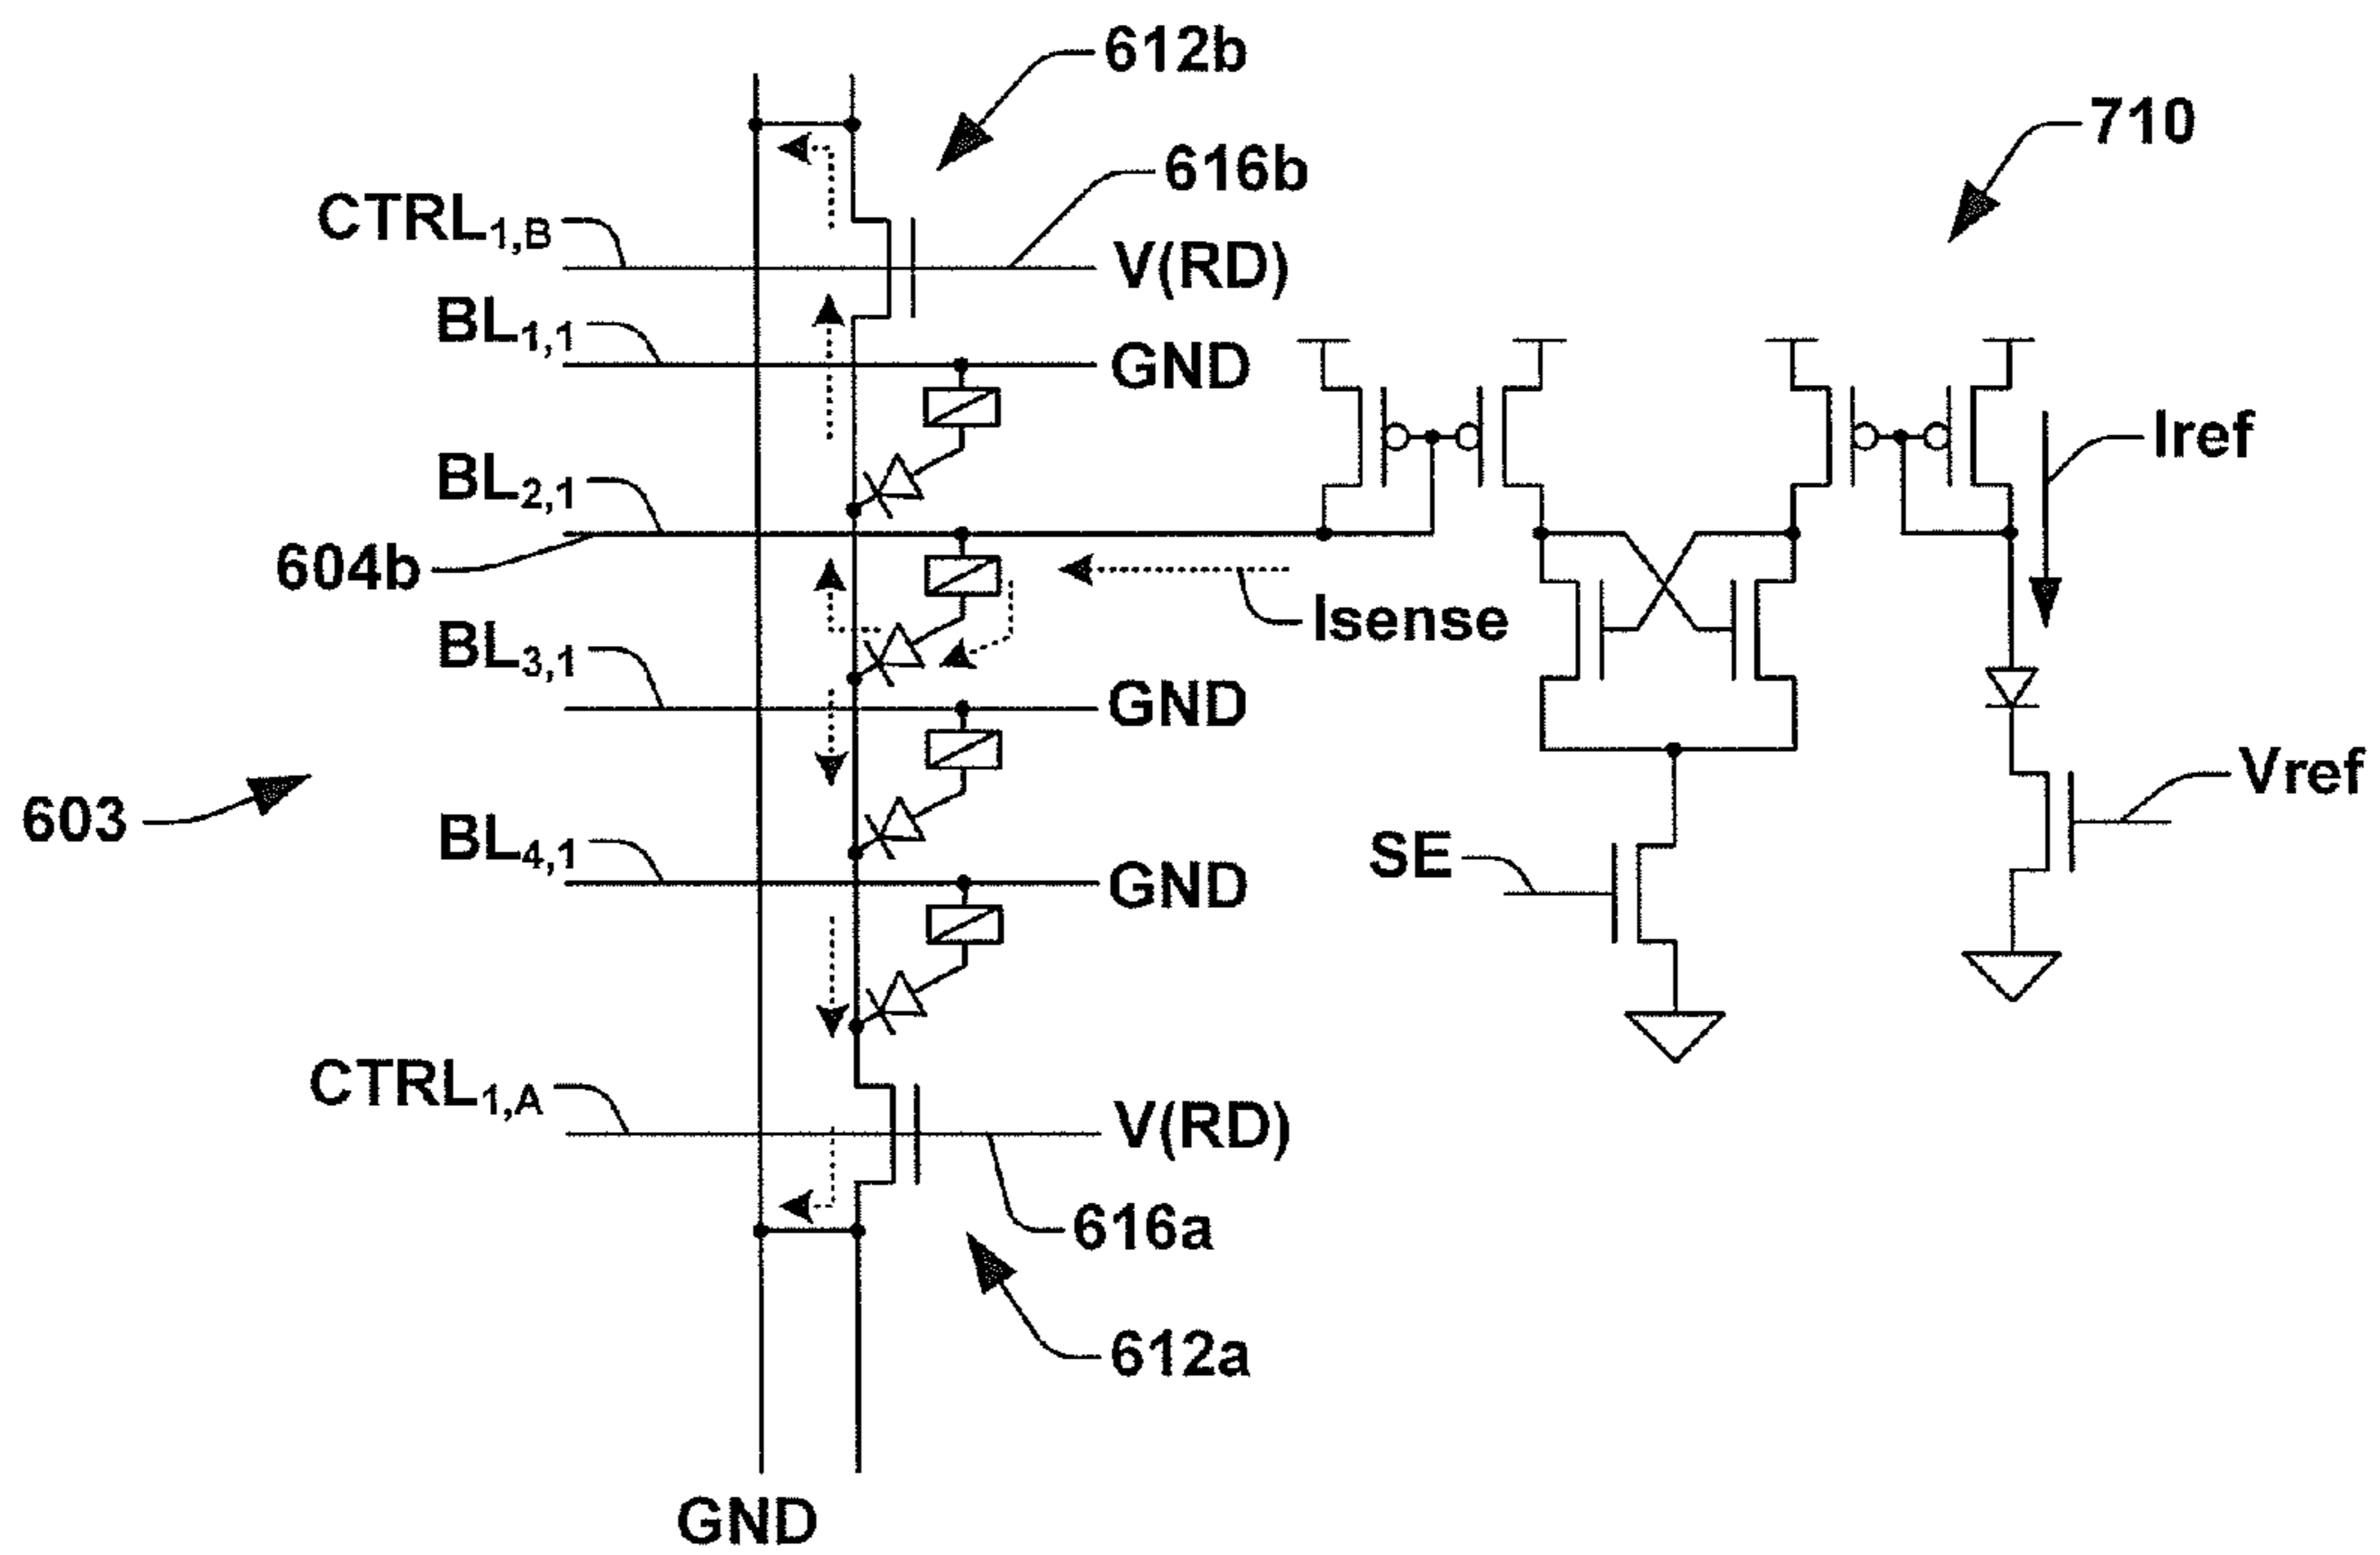 612b
710
616b
CTRL1,B
V(RD)
BL1,1
GND
Iref
BL2,1
604b
Isense
BL3,1
GND
Vref
603
BL4,1
SE
GND
CTRL1,A
V(RD)
616a
612a
GND